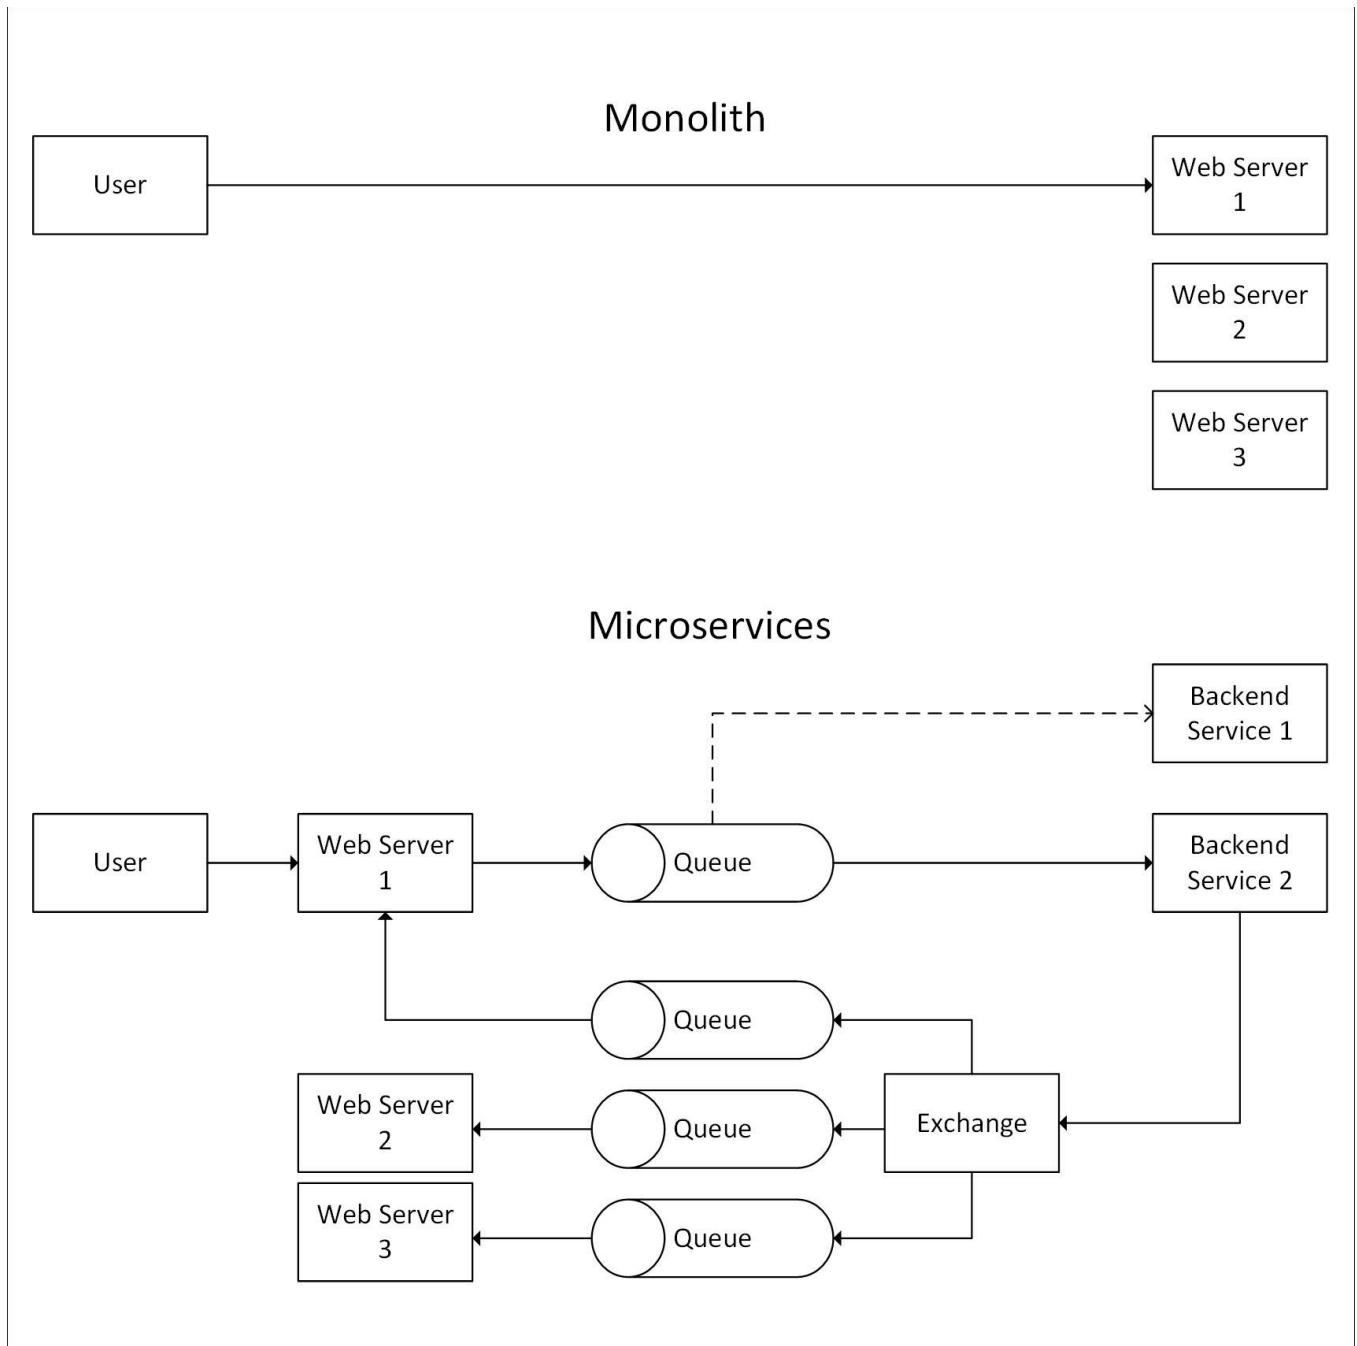 Monolith
User
Web Server
1
Web Server
2
Web Server
3
Microservices
Backend
Service 1
User
Web Server
1
Queue
Backend
Service 2
Queue
Web Server
2
Queue
Exchange
Web Server
3
Queue